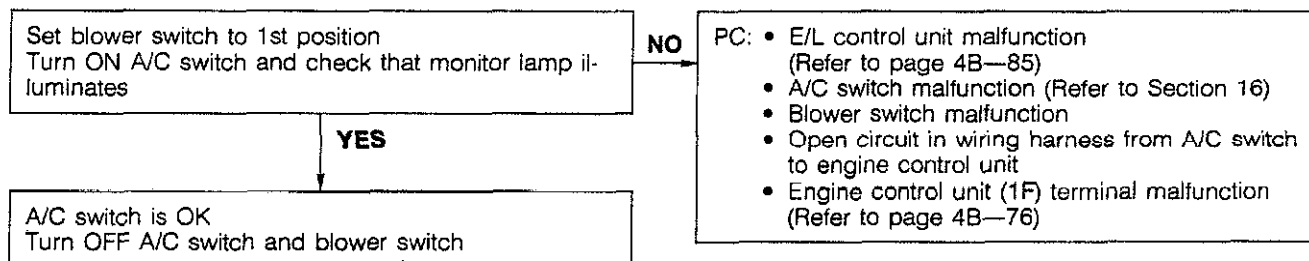 Set blower switch to 1st position
Turn ON A/C switch and check that monitor lamp il-
luminates
NO
PC: • E/L control unit malfunction
(Refer to page 4B—85)
• A/C switch malfunction (Refer to Section 16)
• Blower switch malfunction
• Open circuit in wiring harness from A/C switch
to engine control unit
• Engine control unit (1F) terminal malfunction
(Refer to page 4B—76)
YES
A/C switch is OK
Turn OFF A/C switch and blower switch